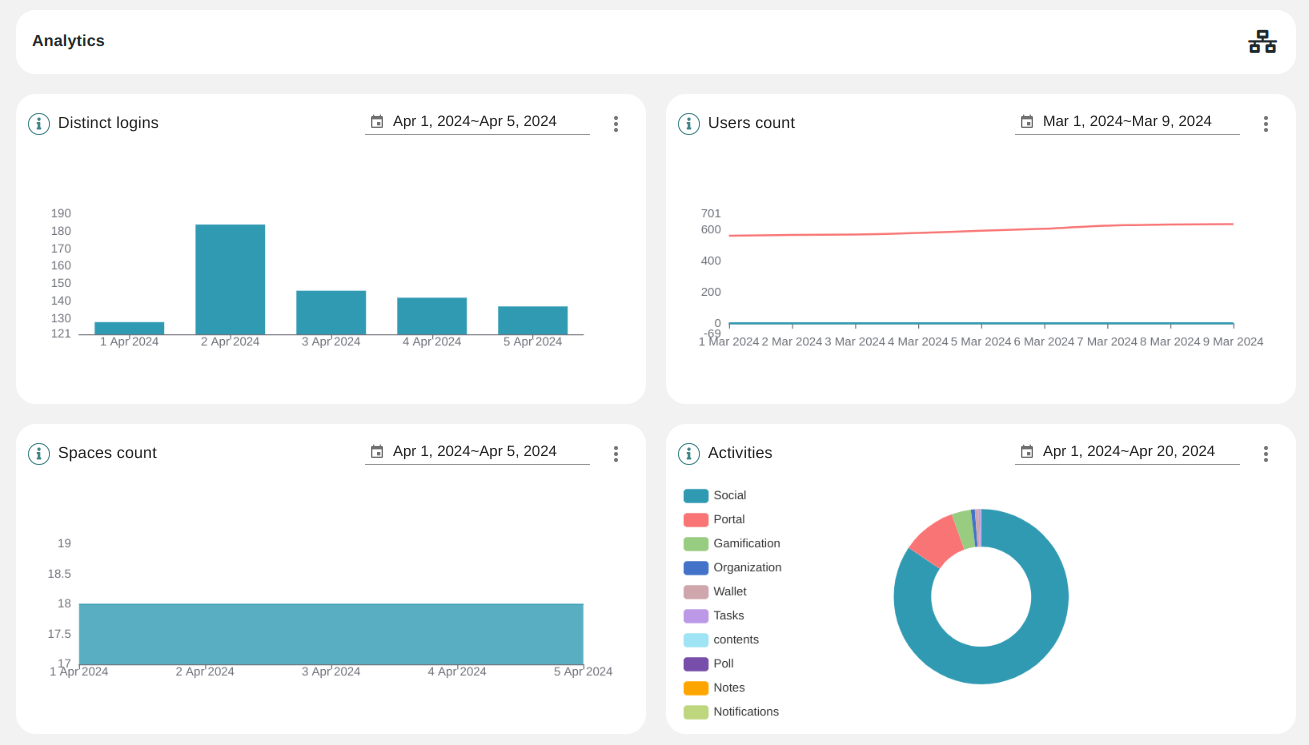 Analytics
Distinct logins
Apr 1, 2024~Apr 5, 2024
190
180
170
160
150
140
130
121
1 Apr 2024 2 Apr 2024 3 Apr 2024 4 Apr 2024 5 Apr 2024
Users count
Mar 1, 2024~Mar 9, 2024
701
600
400
200
0
-69
1 Mar 2024 2 Mar 2024 3 Mar 2024 4 Mar 2024 5 Mar 2024 6 Mar 2024 7 Mar 2024 8 Mar 2024 9 Mar 2024
Spaces count
Apr 1, 2024~Apr 5, 2024
19
18.5
18
17.5
17
1 Apr 2024 2 Apr 2024 3 Apr 2024 4 Apr 2024 5 Apr 2024
Activities
Apr 1, 2024~Apr 20, 2024
Social
Portal
Gamification
Organization
Wallet
Tasks
contents
Poll
Notes
Notifications